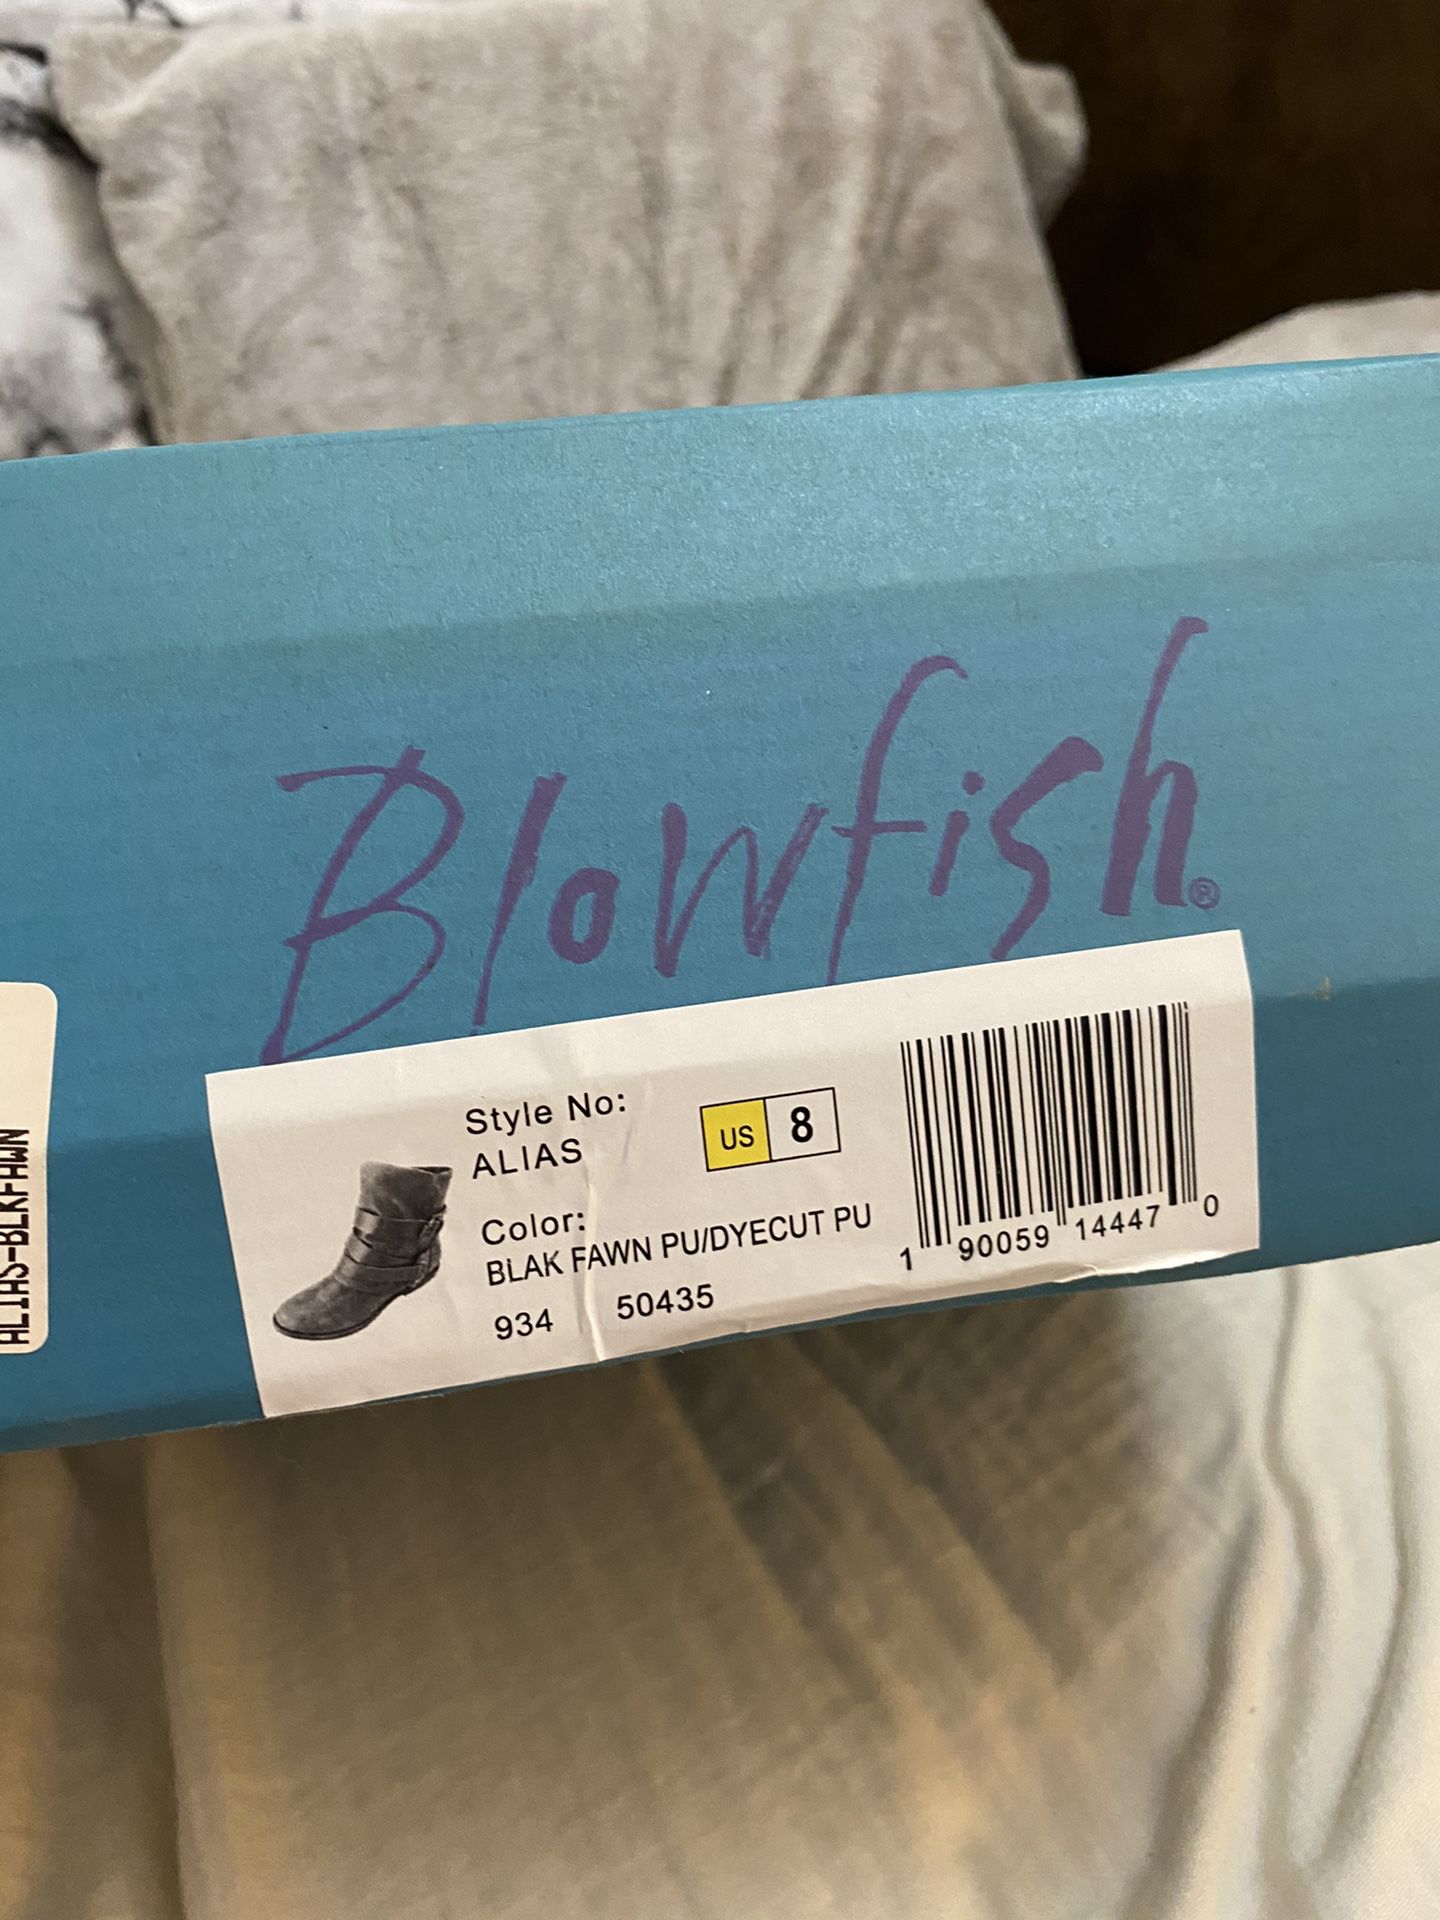 Blowfish®
Style No:
ALIAS
US 8
Color:
BLAK FAWN PU/DYECUT PU
934 50435
1 90059 14447 0
ALIAS-BLKFAWN